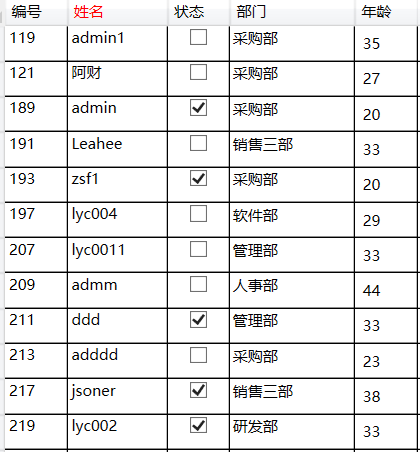 编号 姓名 状态 部门 年龄
119 admin1 采购部 35
121 阿财 采购部 27
189 admin 采购部 20
191 Leahee 销售三部 33
193 zsf1 采购部 20
197 lyc004 软件部 29
207 lyc0011 管理部 33
209 admm 人事部 44
211 ddd 管理部 33
213 adddd 采购部 23
217 jsoner 销售三部 38
219 lyc002 研发部 33